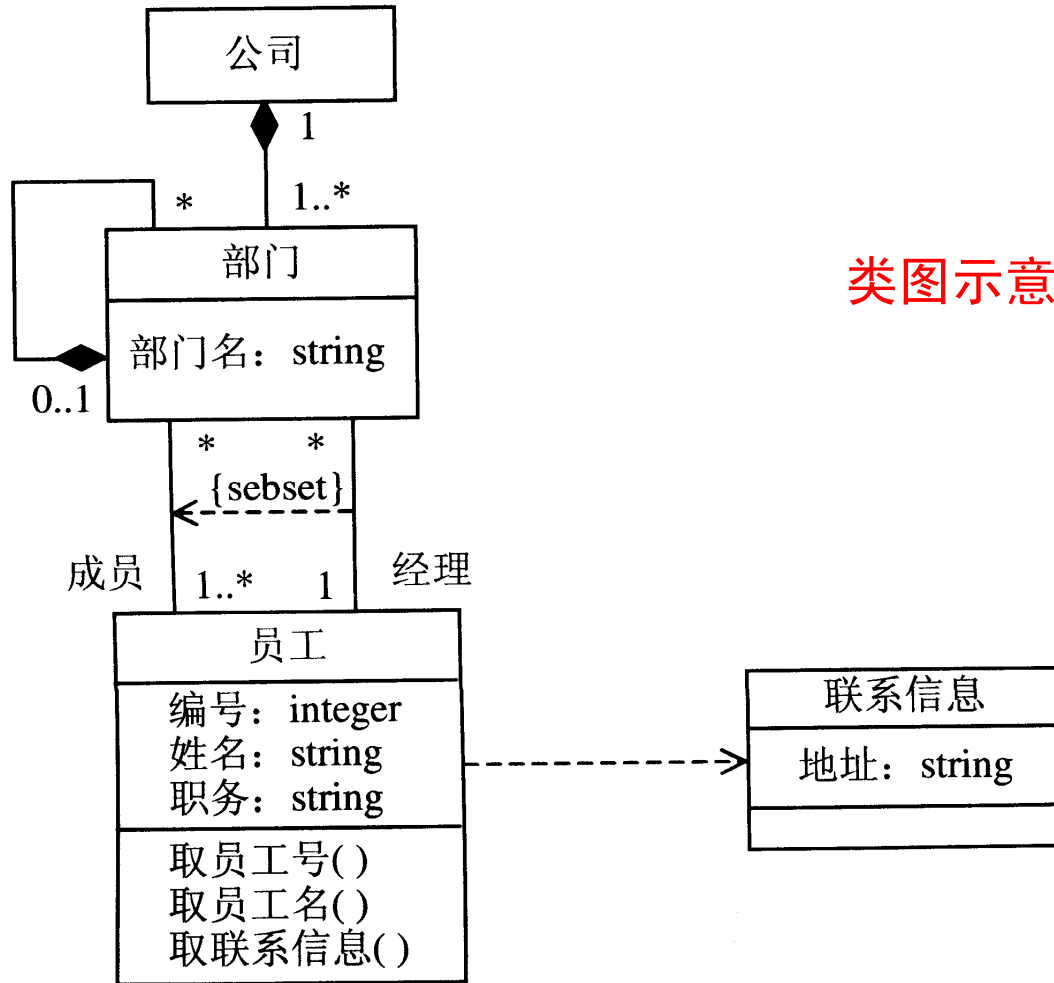 公司
1
* 1..*
部门
类图示意
部门名：string
0..1
* *
{sebset}
成员 经理
1..* 1
员工
编号：integer
姓名：string
职务：string
取员工号( )
取员工名( )
取联系信息( )
联系信息
地址：string